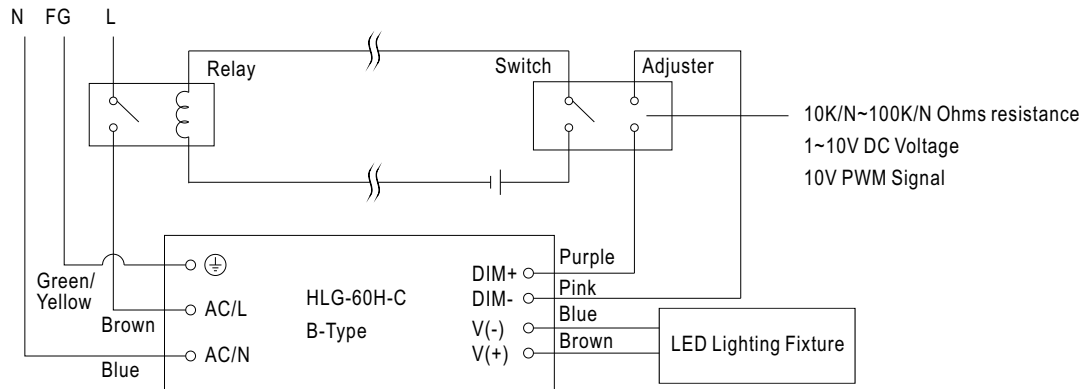 N FG L
Relay
Switch
Adjuster
10K/N~100K/N Ohms resistance
1~10V DC Voltage
10V PWM Signal
Green/
Yellow
Brown
Blue
AC/L
AC/N
HLG-60H-C
B-Type
DIM+
DIM-
V(-)
V(+)
Purple
Pink
Blue
Brown
LED Lighting Fixture